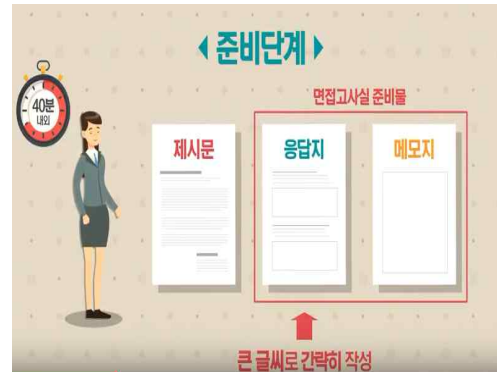 준비단계
40분
내외
면접고사실 준비물
제시문
응답지
메모지
큰 글씨로 간략히 작성